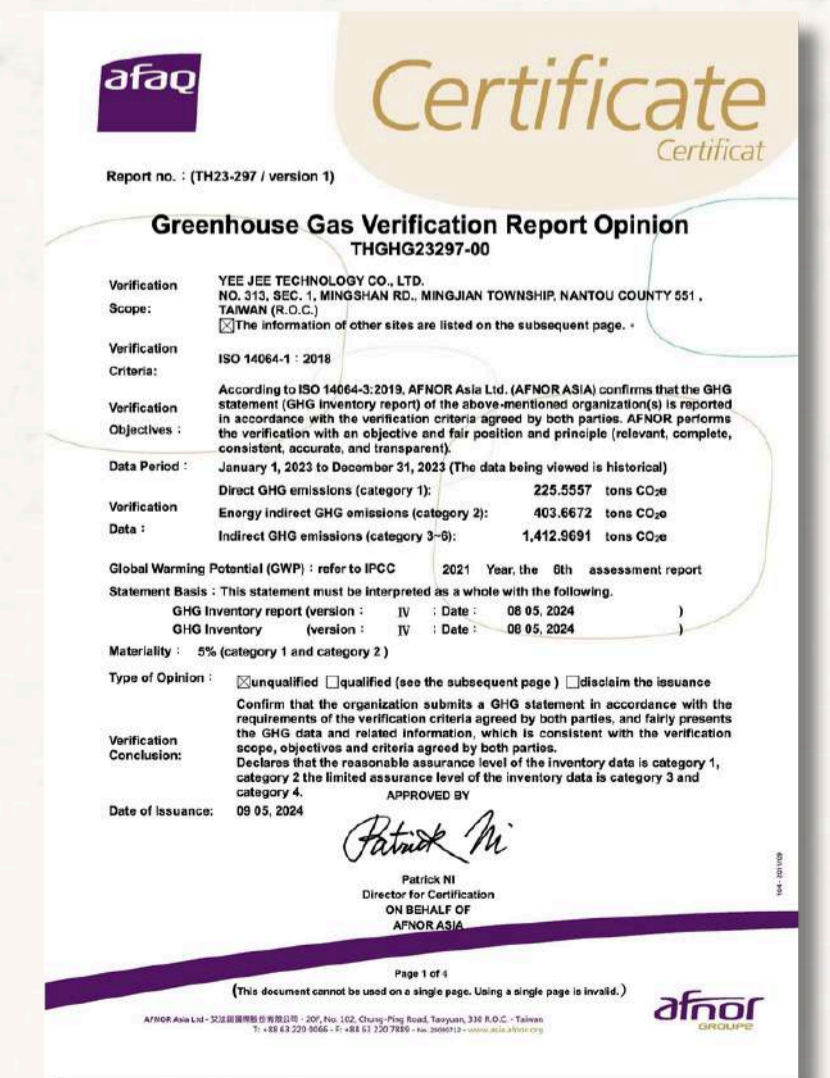 afaq
Certificate
Certificat
Report no. : (TH23-297 / version 1)
Greenhouse Gas Verification Report Opinion
THGHG23297-00
Verification Scope: YEE JEE TECHNOLOGY CO., LTD.
NO. 313, SEC. 1, MINGSHAN RD., MINGJIAN TOWNSHIP, NANTOU COUNTY 551 ,
TAIWAN (R.O.C.)
☒The information of other sites are listed on the subsequent page.
Verification Criteria: ISO 14064-1 : 2018
Verification Objectives : According to ISO 14064-3:2019, AFNOR Asia Ltd. (AFNOR ASIA) confirms that the GHG
statement (GHG inventory report) of the above-mentioned organization(s) is reported
in accordance with the verification criteria agreed by both parties. AFNOR performs
the verification with an objective and fair position and principle (relevant, complete,
consistent, accurate, and transparent).
Data Period : January 1, 2023 to December 31, 2023 (The data being viewed is historical)
Verification Data : Direct GHG emissions (category 1): 225.5557 tons CO₂e
Energy indirect GHG emissions (category 2): 403.6672 tons CO₂e
Indirect GHG emissions (category 3~6): 1,412.9691 tons CO₂e
Global Warming Potential (GWP) : refer to IPCC 2021 Year, the 6th assessment report
Statement Basis : This statement must be interpreted as a whole with the following.
GHG Inventory report (version : IV ; Date : 08 05, 2024 )
GHG Inventory (version : IV ; Date : 08 05, 2024 )
Materiality : 5% (category 1 and category 2 )
Type of Opinion : ☒unqualified ☐qualified (see the subsequent page ) ☐disclaim the issuance
Verification Conclusion: Confirm that the organization submits a GHG statement in accordance with the
requirements of the verification criteria agreed by both parties, and fairly presents
the GHG data and related information, which is consistent with the verification
scope, objectives and criteria agreed by both parties.
Declares that the reasonable assurance level of the inventory data is category 1,
category 2 the limited assurance level of the inventory data is category 3 and
category 4.
APPROVED BY
Date of Issuance: 09 05, 2024
Patrick Ni
Patrick NI
Director for Certification
ON BEHALF OF
AFNOR ASIA
Page 1 of 4
(This document cannot be used on a single page. Using a single page is invalid.)
afnor
GROUPE
AFNOR Asia Ltd - 20F, No. 102, Chung-Ping Road, Taoyuan, 330 R.O.C. - Taiwan